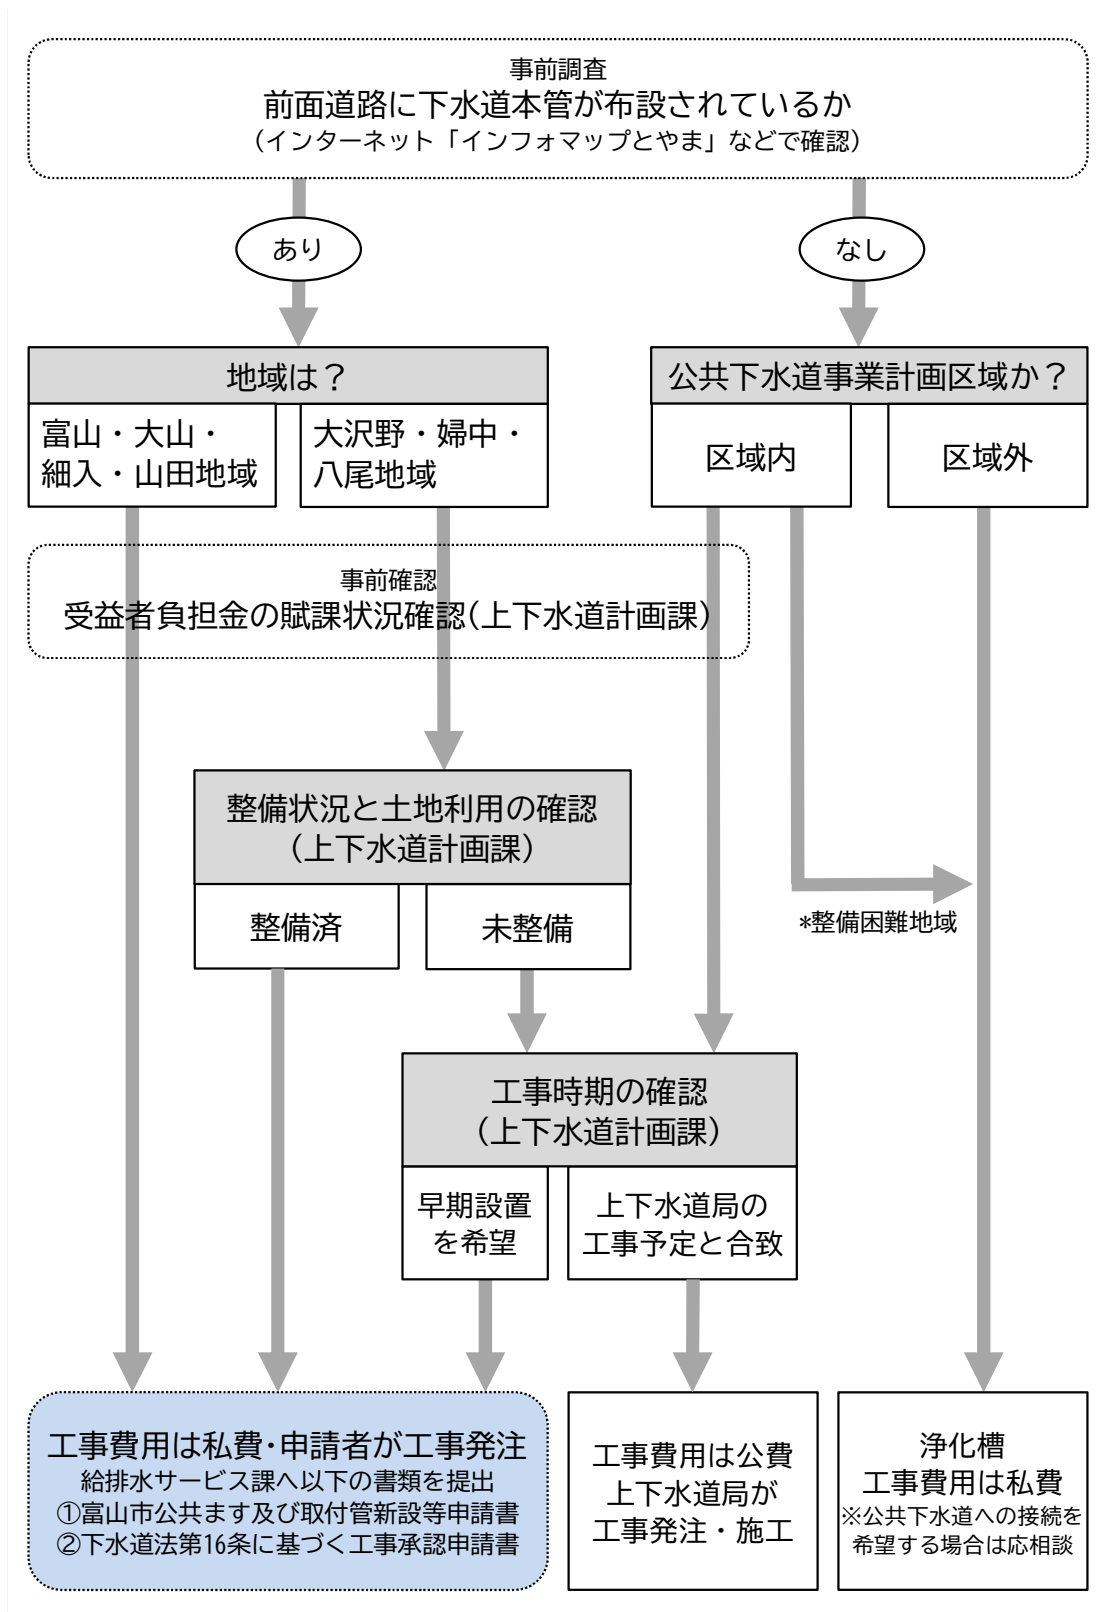 事前調査
前面道路に下水道本管が布設されているか
（インターネット「インフォマップとやま」などで確認）
あり
なし
地域は？
富山・大山・
細入・山田地域
大沢野・婦中・
八尾地域
公共下水道事業計画区域か？
区域内
区域外
事前確認
受益者負担金の賦課状況確認(上下水道計画課)
整備状況と土地利用の確認
（上下水道計画課）
整備済
未整備
*整備困難地域
工事時期の確認
（上下水道計画課）
早期設置
を希望
上下水道局の
工事予定と合致
工事費用は私費･申請者が工事発注
給排水サービス課へ以下の書類を提出
①富山市公共ます及び取付管新設等申請書
②下水道法第16条に基づく工事承認申請書
工事費用は公費
上下水道局が
工事発注・施工
浄化槽
工事費用は私費
※公共下水道への接続を
希望する場合は応相談